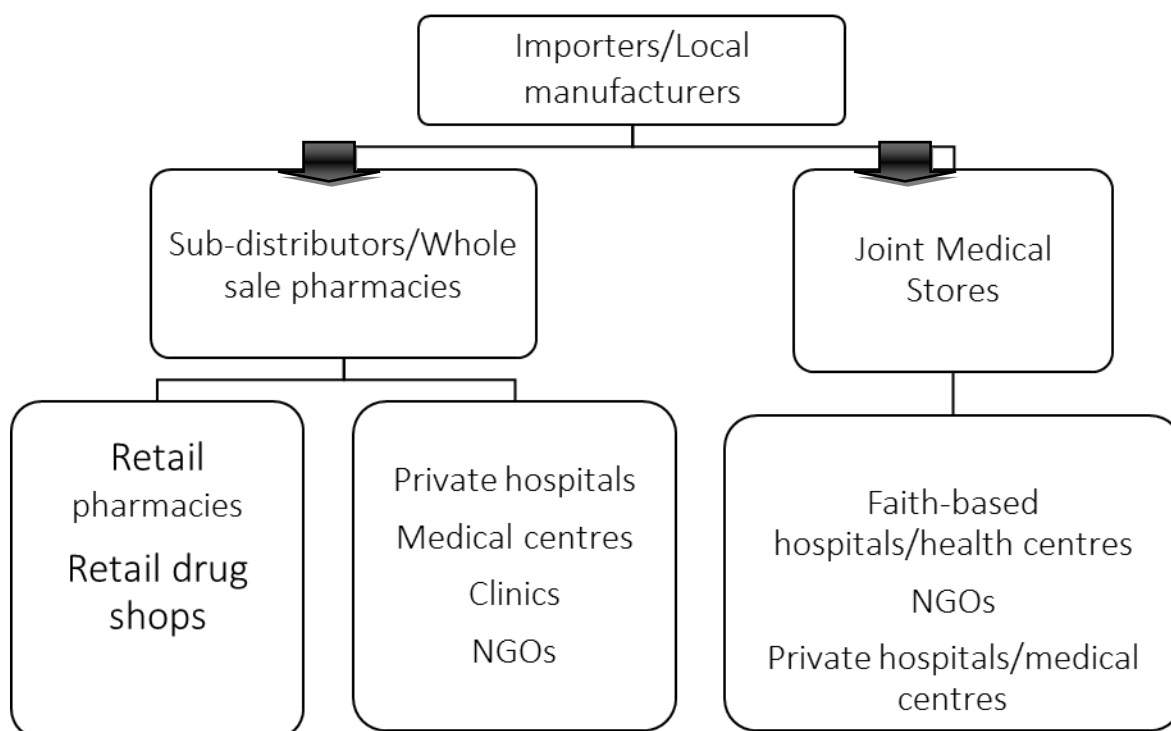 Importers/Local
manufacturers
Sub-distributors/Whole
sale pharmacies
Joint Medical
Stores
Retail
pharmacies
Retail drug
shops
Private hospitals
Medical centres
Clinics
NGOs
Faith-based
hospitals/health centres
NGOs
Private hospitals/medical
centres